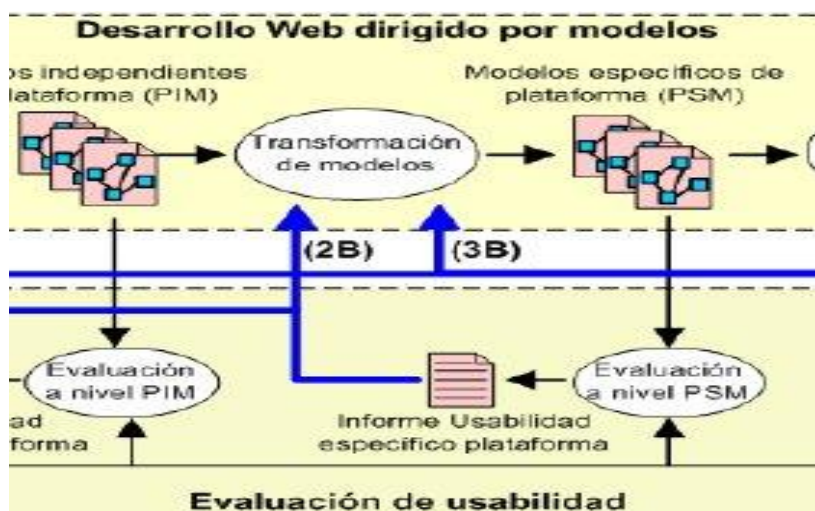 Desarrollo Web dirigido por modelos
os independientes
lataforma (PIM)
Modelos específicos de
plataforma (PSM)
Transformación
de modelos
(2B)
(3B)
Evaluación
a nivel PIM
Evaluación
a nivel PSM
ad
forma
Informe Usabilidad
específico plataforma
Evaluación de usabilidad